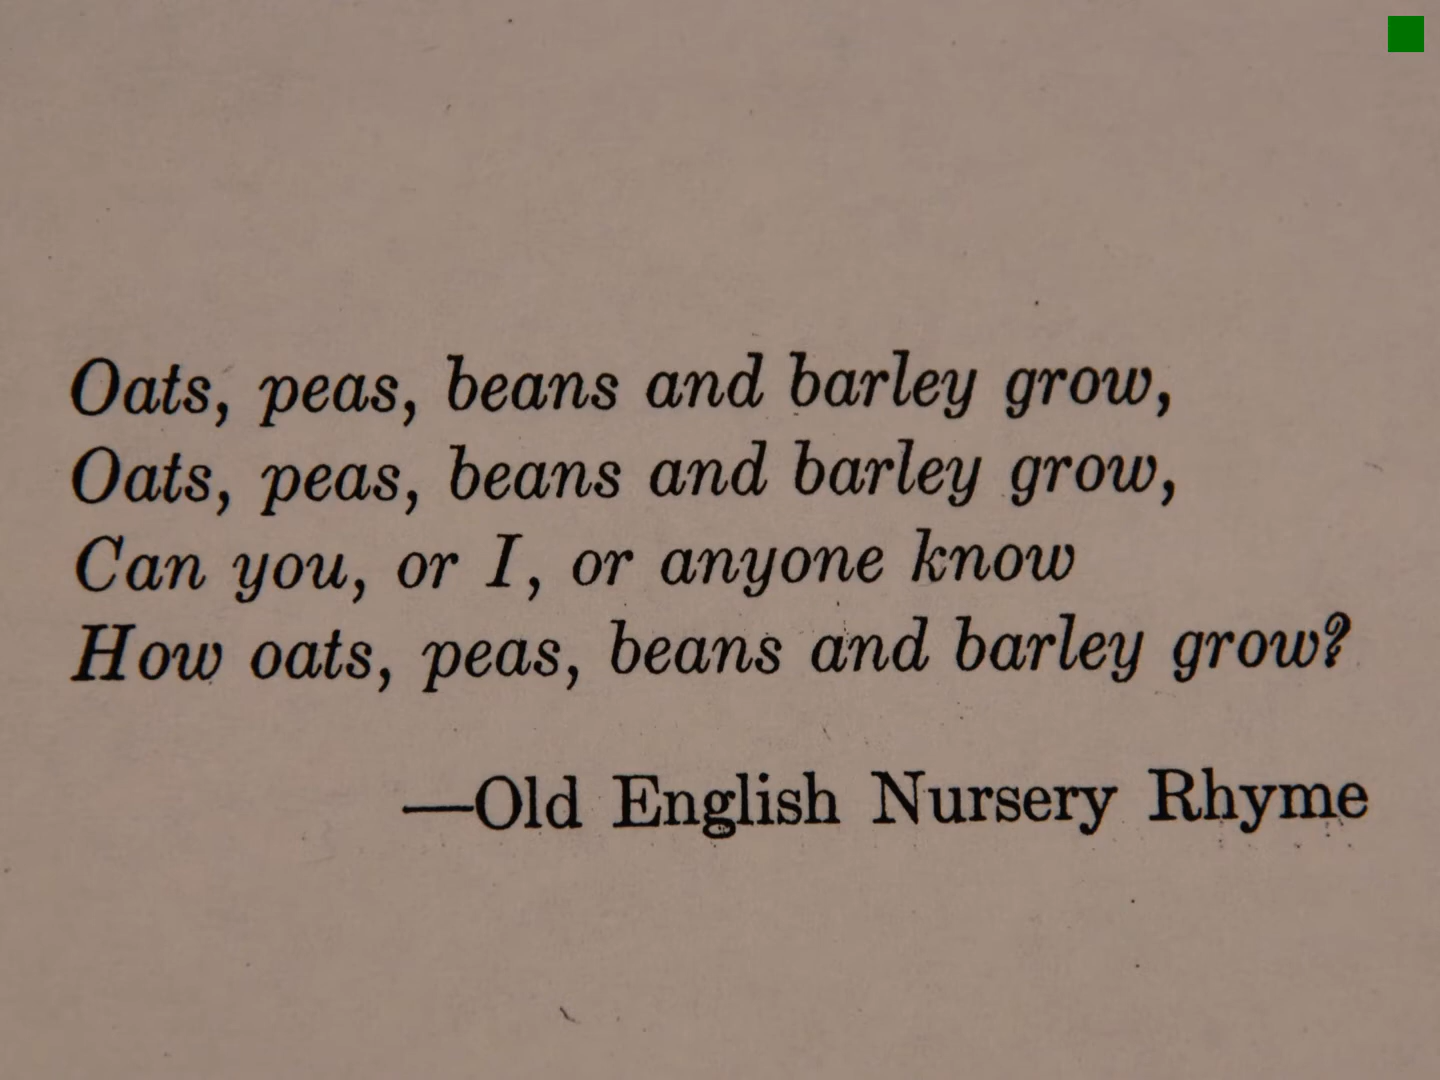 Oats, peas, beans and barley grow,
Oats, peas, beans and barley grow,
Can you, or I, or anyone know
How oats, peas, beans and barley grow?
—Old English Nursery Rhyme